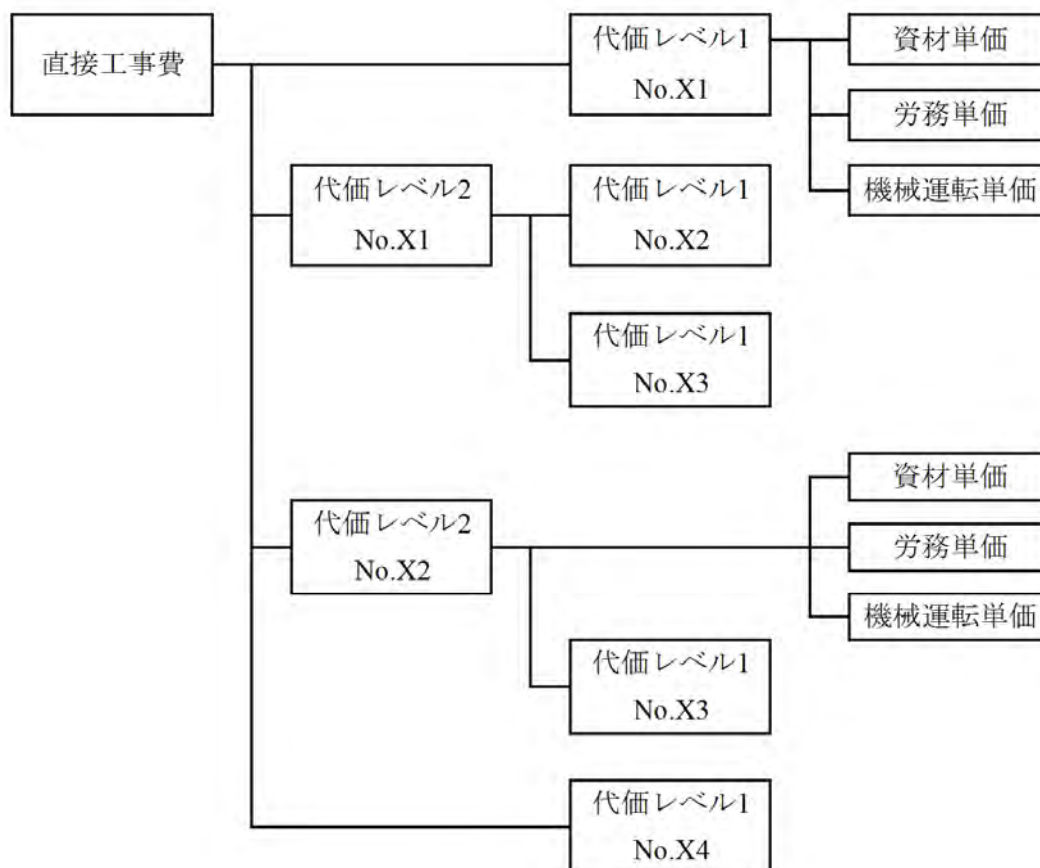 直接工事費
代価レベル1
No.X1
資材単価
労務単価
機械運転単価
代価レベル2
No.X1
代価レベル1
No.X2
代価レベル1
No.X3
代価レベル2
No.X2
資材単価
労務単価
機械運転単価
代価レベル1
No.X3
代価レベル1
No.X4